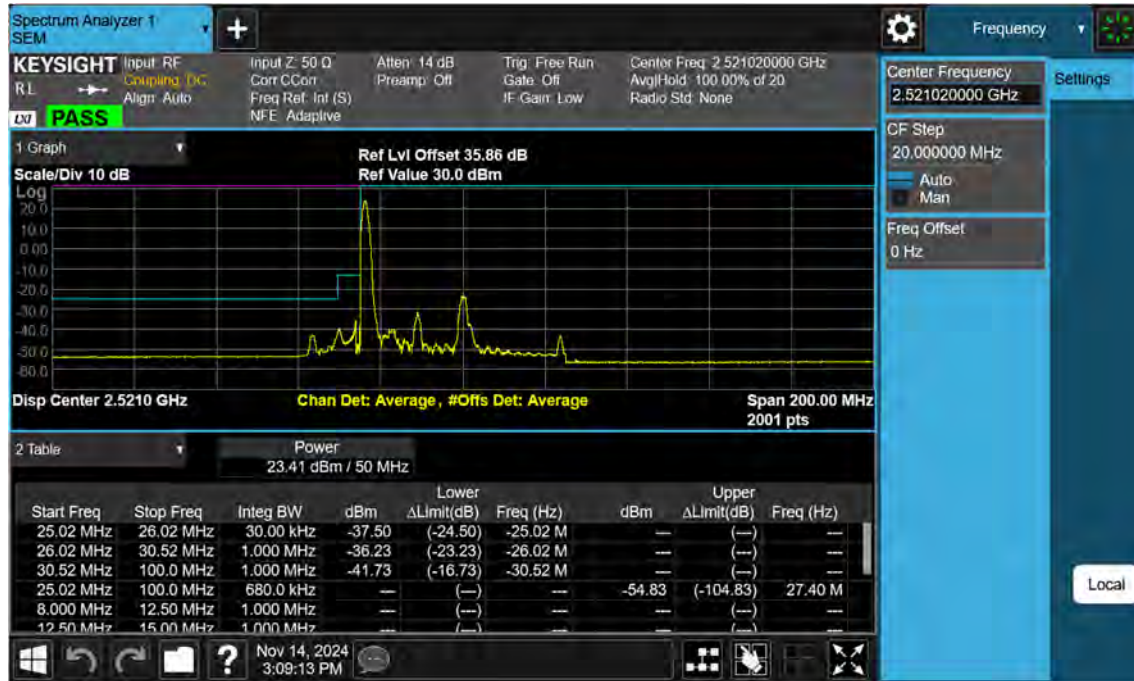 Spectrum Analyzer 1
SEM
+
Frequency
KEYSIGHT
RL
LXI
PASS
Input: RF
Coupling: DC
Align: Auto
Input Z: 50 Ω
Corr CCorr
Freq Ref: Int (S)
NFE: Adaptive
Atten: 14 dB
Preamp: Off
Trig: Free Run
Gate: Off
IF Gain: Low
Center Freq: 2.521020000 GHz
Avg|Hold: 100.00% of 20
Radio Std: None
Center Frequency
2.521020000 GHz
Settings
CF Step
20.000000 MHz
Auto
Man
Freq Offset
0 Hz
Local
1 Graph
Scale/Div 10 dB
Ref Lvl Offset 35.86 dB
Ref Value 30.0 dBm
Log
20.0
10.0
0.00
-10.0
-20.0
-30.0
-40.0
-50.0
-60.0
Disp Center 2.5210 GHz
Chan Det: Average, #Offs Det: Average
Span 200.00 MHz
2001 pts
2 Table
Power
23.41 dBm / 50 MHz
Lower Upper
Start Freq Stop Freq Integ BW dBm ΔLimit(dB) Freq (Hz) dBm ΔLimit(dB) Freq (Hz)
25.02 MHz 26.02 MHz 30.00 kHz -37.50 (-24.50) -25.02 M --- (---) ---
26.02 MHz 30.52 MHz 1.000 MHz -36.23 (-23.23) -26.02 M --- (---) ---
30.52 MHz 100.0 MHz 1.000 MHz -41.73 (-16.73) -30.52 M --- (---) ---
25.02 MHz 100.0 MHz 680.0 kHz --- (---) --- -54.83 (-104.83) 27.40 M
8.000 MHz 12.50 MHz 1.000 MHz --- (---) --- --- (---) ---
12.50 MHz 15.00 MHz 1.000 MHz --- (---) --- --- (---) ---
?
Nov 14, 2024
3:09:13 PM